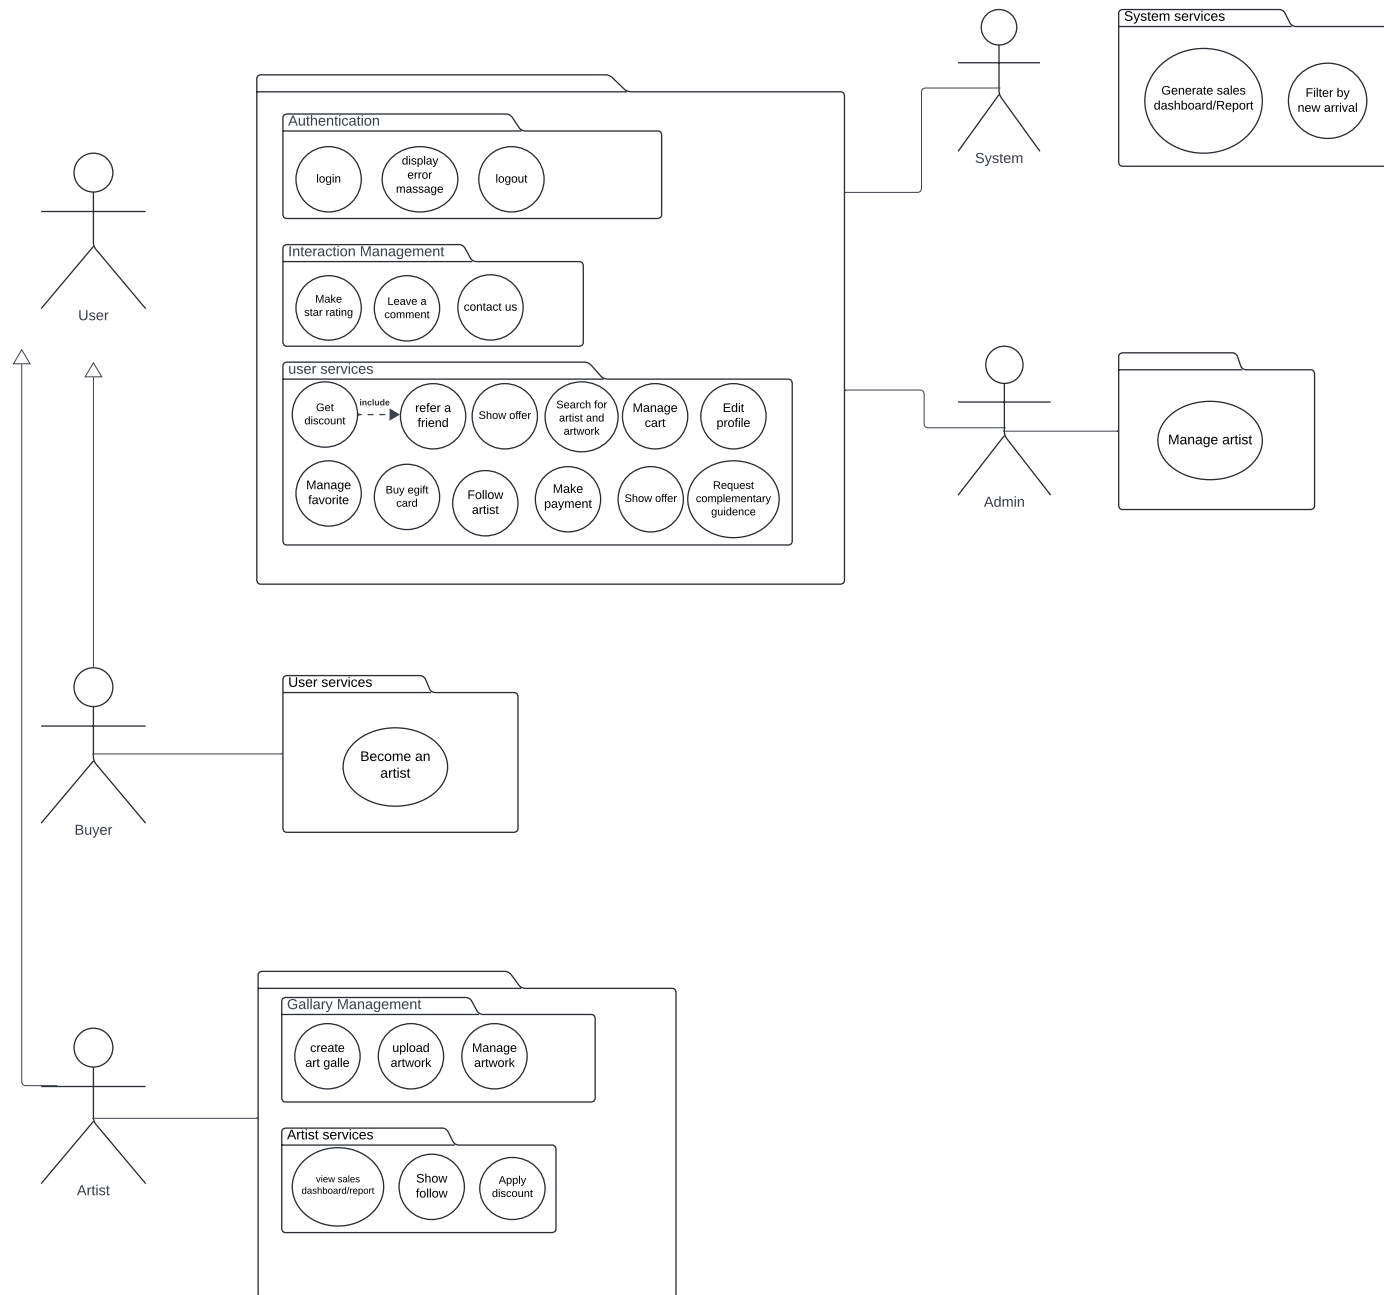 System services
Generate sales
dashboard/Report
Filter by
new arrival
System
Authentication
login
display
error
massage
logout
User
Interaction Management
Make
star rating
Leave a
comment
contact us
user services
Get
discount
include
refer a
friend
Show offer
Search for
artist and
artwork
Manage
cart
Edit
profile
Manage
favorite
Buy egift
card
Follow
artist
Make
payment
Show offer
Request
complementary
guidence
Manage artist
Admin
User services
Become an
artist
Buyer
Gallary Management
create
art galle
upload
artwork
Manage
artwork
Artist services
view sales
dashboard/report
Show
follow
Apply
discount
Artist